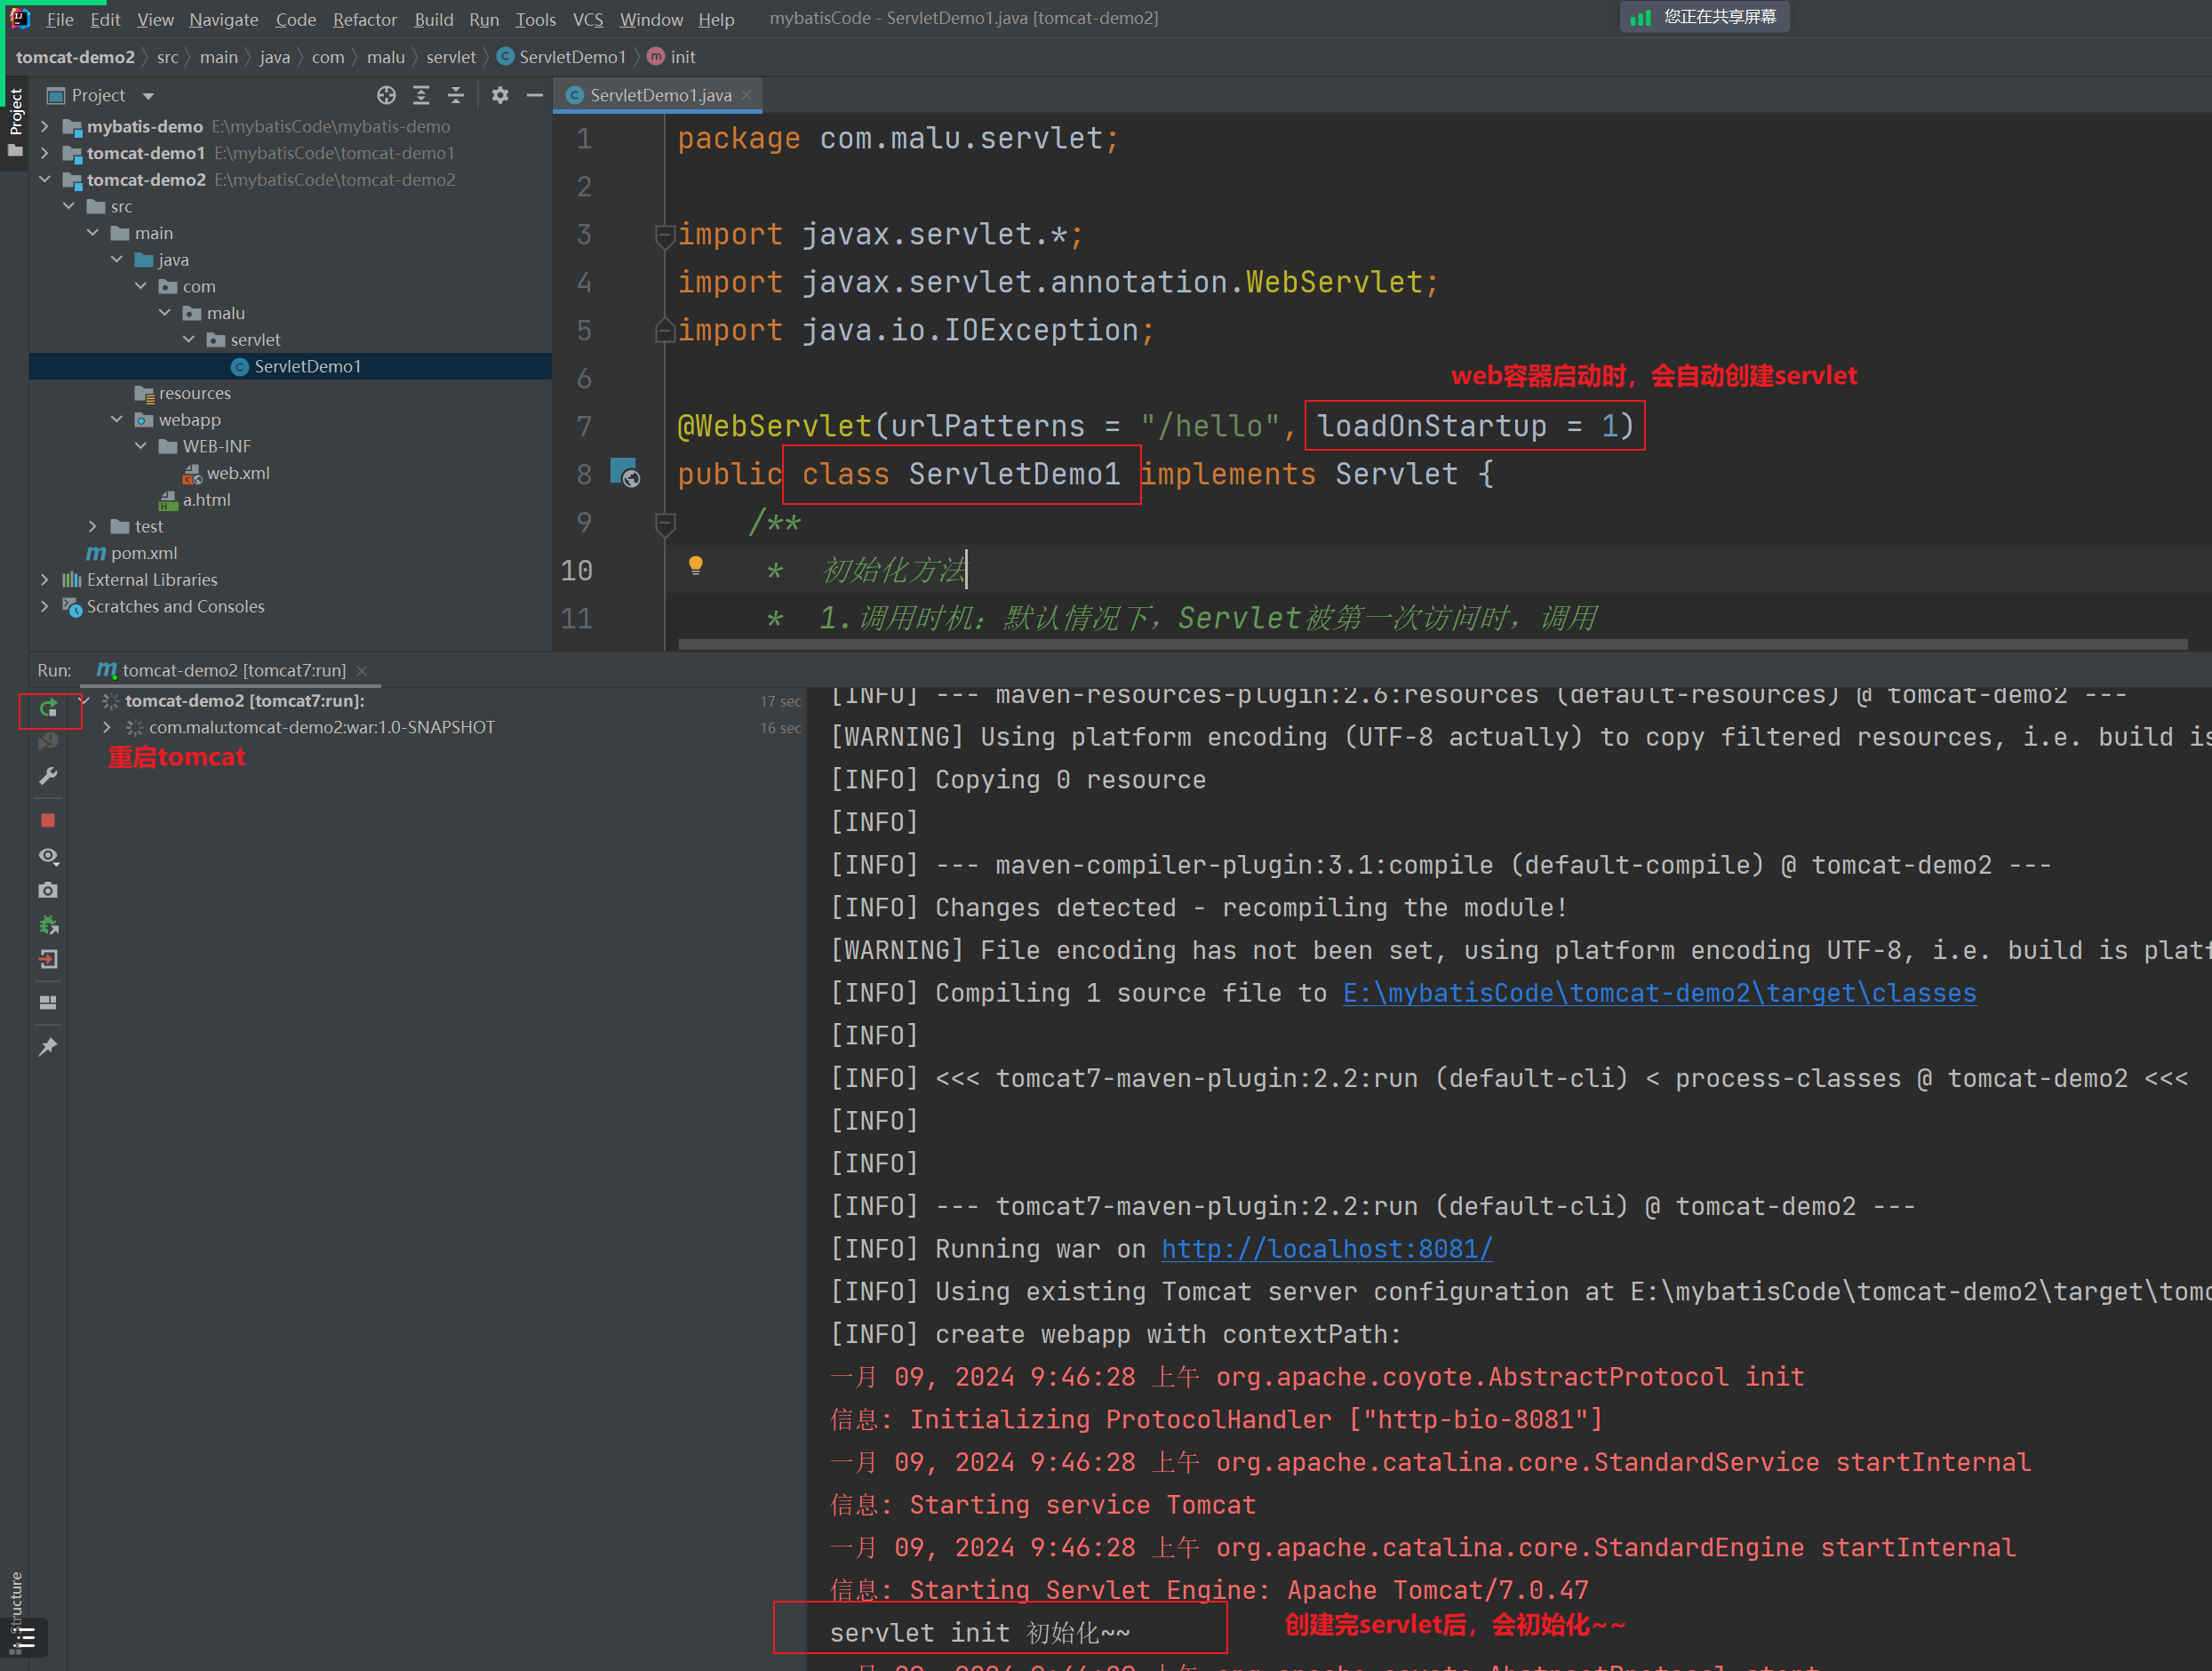 File Edit View Navigate Code Refactor Build Run Tools VCS Window Help mybatisCode - ServletDemo1.java [tomcat-demo2] 您正在共享屏幕
tomcat-demo2 src main java com malu servlet ServletDemo1 init
Project
Project
ServletDemo1.java
mybatis-demo E:\mybatisCode\mybatis-demo
tomcat-demo1 E:\mybatisCode\tomcat-demo1
tomcat-demo2 E:\mybatisCode\tomcat-demo2
src
main
java
com
malu
servlet
ServletDemo1
resources
webapp
WEB-INF
web.xml
a.html
test
pom.xml
External Libraries
Scratches and Consoles
1 package com.malu.servlet;
2
3 import javax.servlet.*;
4 import javax.servlet.annotation.WebServlet;
5 import java.io.IOException;
6
web容器启动时，会自动创建servlet
7 @WebServlet(urlPatterns = "/hello", loadOnStartup = 1)
8 public class ServletDemo1 implements Servlet {
9 /**
10 * 初始化方法
11 * 1.调用时机：默认情况下，Servlet被第一次访问时，调用
Run: tomcat-demo2 [tomcat7:run]
tomcat-demo2 [tomcat7:run]: 17 sec
com.malu:tomcat-demo2:war:1.0-SNAPSHOT 16 sec
重启tomcat
[INFO] --- maven-resources-plugin:2.6:resources (default-resources) @ tomcat-demo2 ---
[WARNING] Using platform encoding (UTF-8 actually) to copy filtered resources, i.e. build is
[INFO] Copying 0 resource
[INFO]
[INFO] --- maven-compiler-plugin:3.1:compile (default-compile) @ tomcat-demo2 ---
[INFO] Changes detected - recompiling the module!
[WARNING] File encoding has not been set, using platform encoding UTF-8, i.e. build is platf
[INFO] Compiling 1 source file to E:\mybatisCode\tomcat-demo2\target\classes
[INFO]
[INFO] <<< tomcat7-maven-plugin:2.2:run (default-cli) < process-classes @ tomcat-demo2 <<<
[INFO]
[INFO]
[INFO] --- tomcat7-maven-plugin:2.2:run (default-cli) @ tomcat-demo2 ---
[INFO] Running war on http://localhost:8081/
[INFO] Using existing Tomcat server configuration at E:\mybatisCode\tomcat-demo2\target\tomc
[INFO] create webapp with contextPath:
一月 09, 2024 9:46:28 上午 org.apache.coyote.AbstractProtocol init
信息: Initializing ProtocolHandler ["http-bio-8081"]
一月 09, 2024 9:46:28 上午 org.apache.catalina.core.StandardService startInternal
信息: Starting service Tomcat
一月 09, 2024 9:46:28 上午 org.apache.catalina.core.StandardEngine startInternal
信息: Starting Servlet Engine: Apache Tomcat/7.0.47
servlet init 初始化~~
创建完servlet后，会初始化~~
Structure